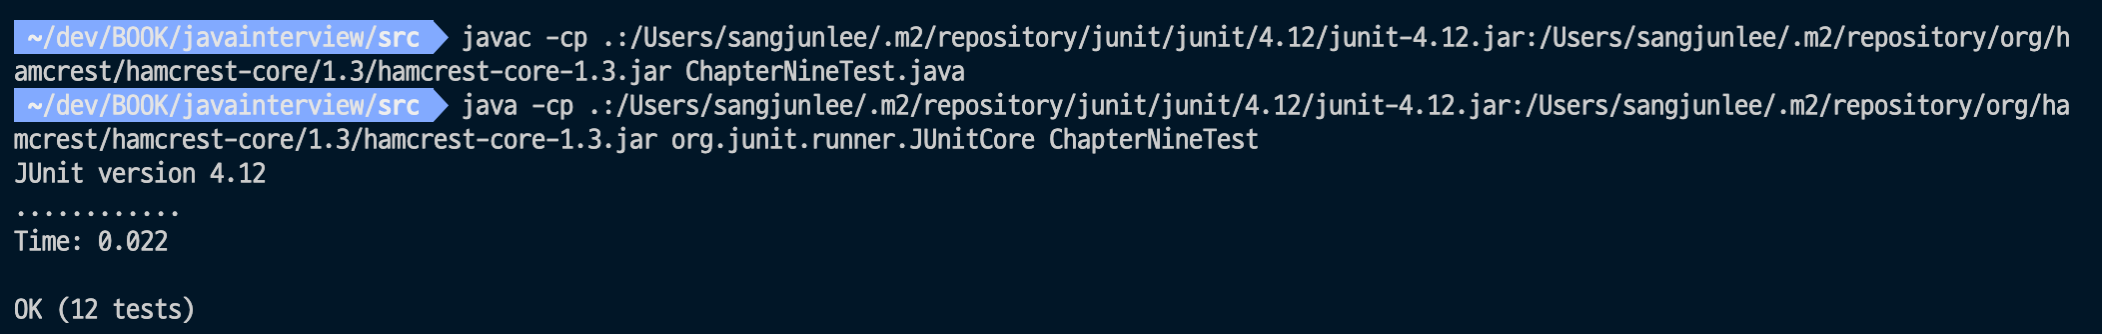 ~/dev/BOOK/javainterview/src javac -cp .:/Users/sangjunlee/.m2/repository/junit/junit/4.12/junit-4.12.jar:/Users/sangjunlee/.m2/repository/org/h
amcrest/hamcrest-core/1.3/hamcrest-core-1.3.jar ChapterNineTest.java
~/dev/BOOK/javainterview/src java -cp .:/Users/sangjunlee/.m2/repository/junit/junit/4.12/junit-4.12.jar:/Users/sangjunlee/.m2/repository/org/ha
mcrest/hamcrest-core/1.3/hamcrest-core-1.3.jar org.junit.runner.JUnitCore ChapterNineTest
JUnit version 4.12
............
Time: 0.022
OK (12 tests)